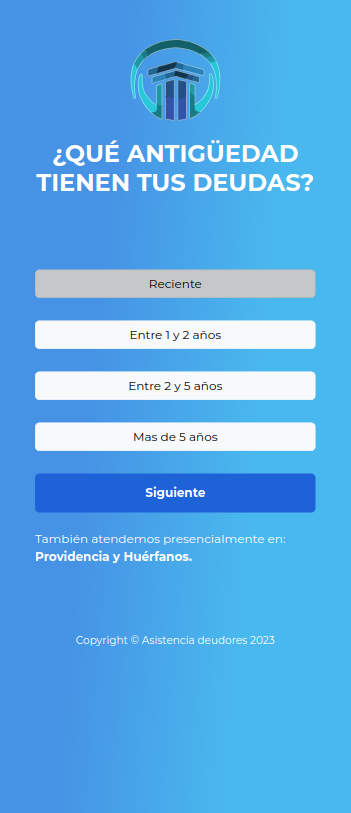 ¿QUÉ ANTIGÜEDAD
TIENEN TUS DEUDAS?
Reciente
Entre 1 y 2 años
Entre 2 y 5 años
Mas de 5 años
Siguiente
También atendemos presencialmente en:
Providencia y Huérfanos.
Copyright © Asistencia deudores 2023